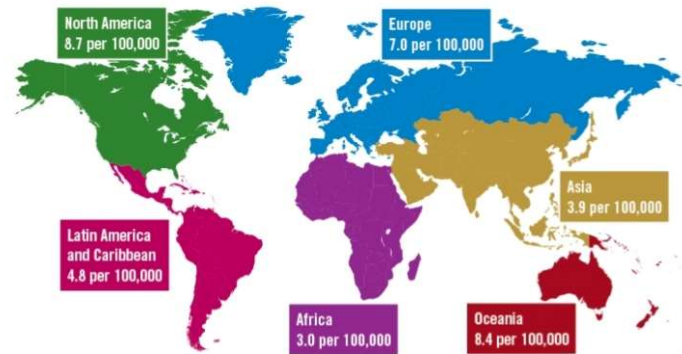 North America
8.7 per 100,000
Europe
7.0 per 100,000
Asia
3.9 per 100,000
Latin America
and Caribbean
4.8 per 100,000
Africa
3.0 per 100,000
Oceania
8.4 per 100,000